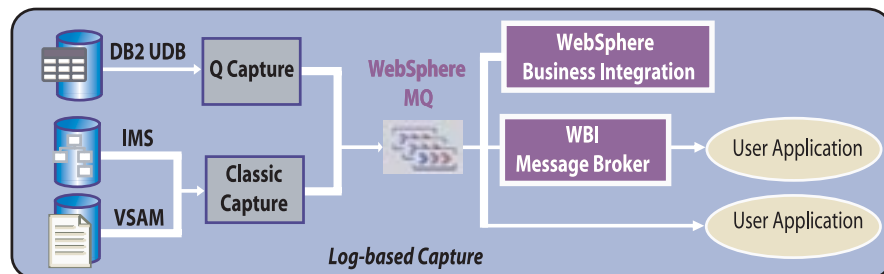 DB2 UDB
Q Capture
IMS
VSAM
Classic
Capture
WebSphere
MQ
WebSphere
Business Integration
WBI
Message Broker
User Application
User Application
Log-based Capture